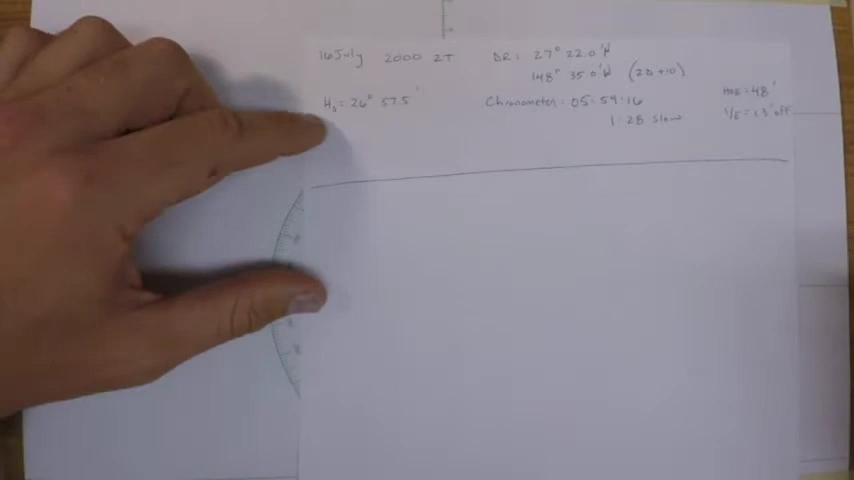 16 July 2000 ZT DR: 27° 22.0' N
148° 35.0' W (ZD +10)
Hs = 26° 57.5' Chronometer: 05:59:16 HOE = 48'
1:28 slow I/E = 1.3' off